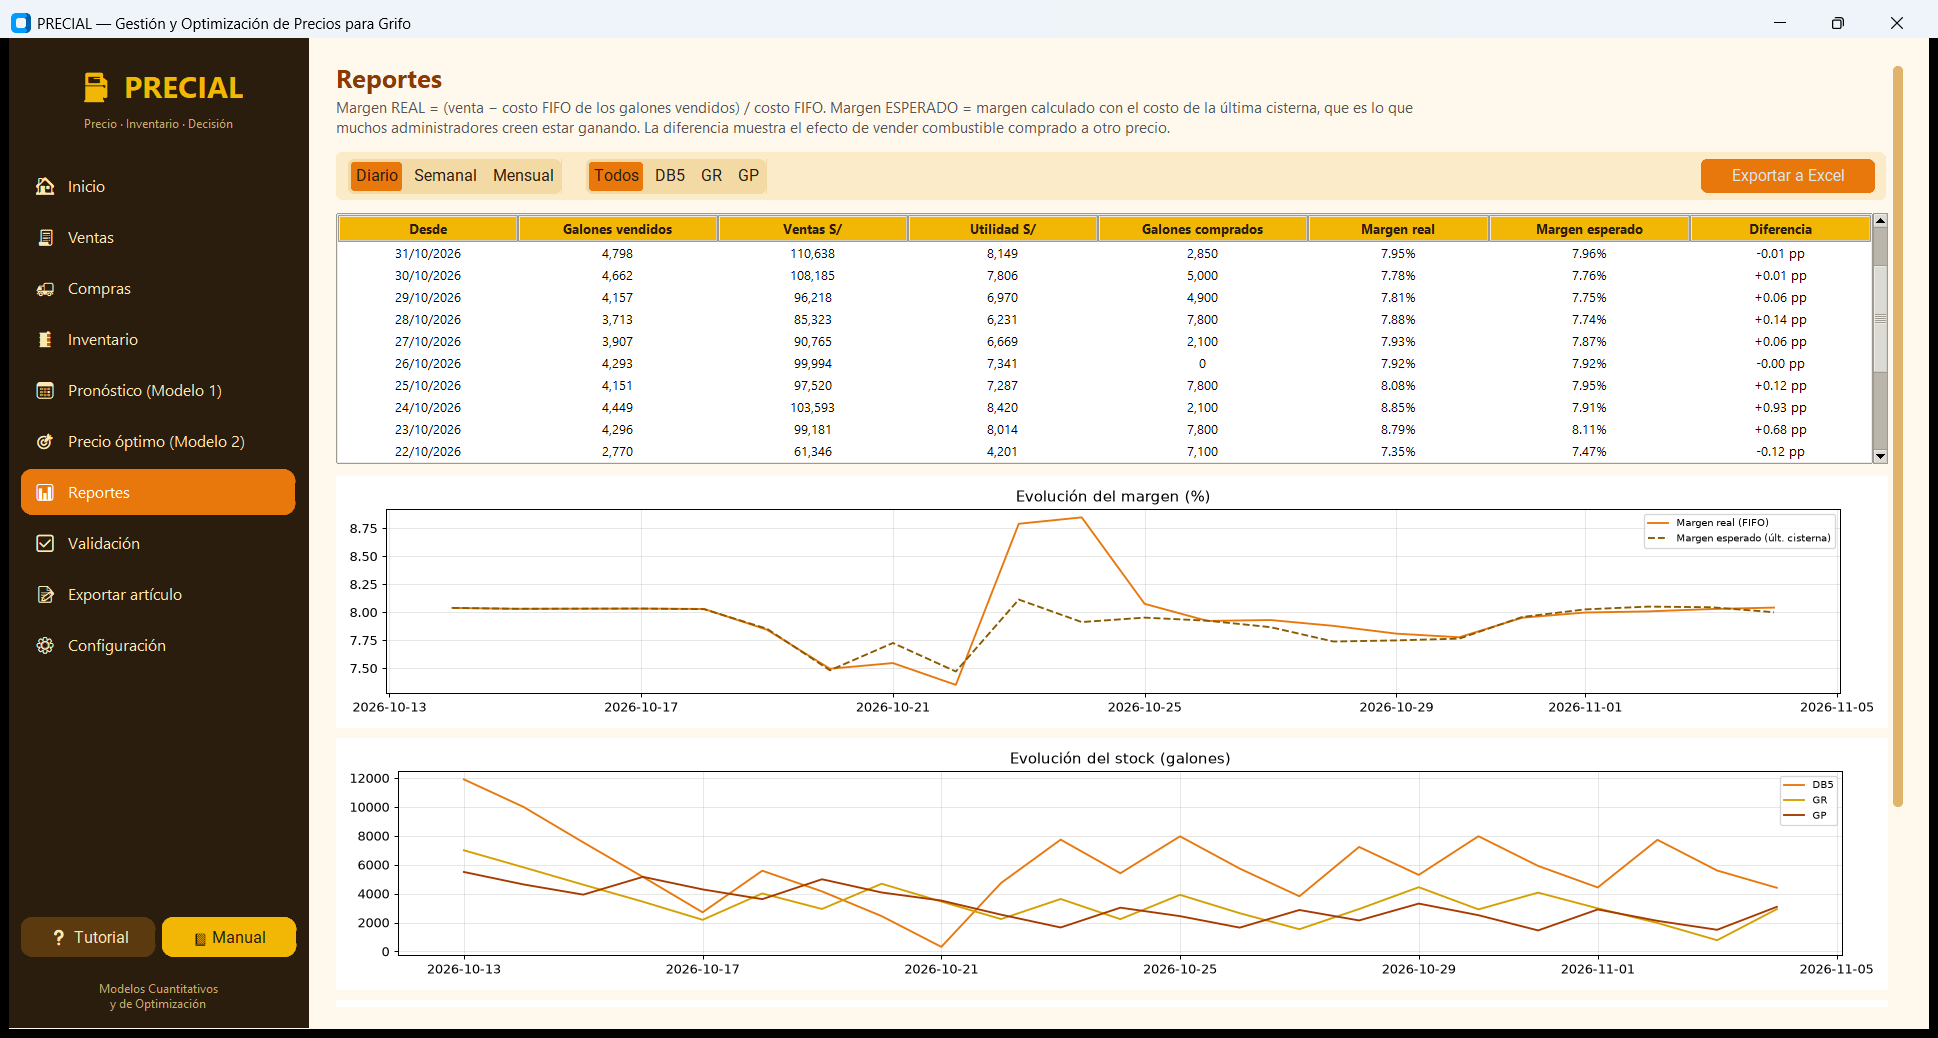 PRECIAL — Gestión y Optimización de Precios para Grifo
PRECIAL
Precio · Inventario · Decisión
Inicio
Ventas
Compras
Inventario
Pronóstico (Modelo 1)
Precio óptimo (Modelo 2)
Reportes
Validación
Exportar artículo
Configuración
? Tutorial
Manual
Modelos Cuantitativos
y de Optimización
Reportes
Margen REAL = (venta − costo FIFO de los galones vendidos) / costo FIFO. Margen ESPERADO = margen calculado con el costo de la última cisterna, que es lo que
muchos administradores creen estar ganando. La diferencia muestra el efecto de vender combustible comprado a otro precio.
Diario Semanal Mensual Todos DB5 GR GP Exportar a Excel
Desde Galones vendidos Ventas S/ Utilidad S/ Galones comprados Margen real Margen esperado Diferencia
31/10/2026 4,798 110,638 8,149 2,850 7.95% 7.96% -0.01 pp
30/10/2026 4,662 108,185 7,806 5,000 7.78% 7.76% +0.01 pp
29/10/2026 4,157 96,218 6,970 4,900 7.81% 7.75% +0.06 pp
28/10/2026 3,713 85,323 6,231 7,800 7.88% 7.74% +0.14 pp
27/10/2026 3,907 90,765 6,669 2,100 7.93% 7.87% +0.06 pp
26/10/2026 4,293 99,994 7,341 0 7.92% 7.92% -0.00 pp
25/10/2026 4,151 97,520 7,287 7,800 8.08% 7.95% +0.12 pp
24/10/2026 4,449 103,593 8,420 2,100 8.85% 7.91% +0.93 pp
23/10/2026 4,296 99,181 8,014 7,800 8.79% 8.11% +0.68 pp
22/10/2026 2,770 61,346 4,201 7,100 7.35% 7.47% -0.12 pp
Evolución del margen (%)
Margen real (FIFO)
Margen esperado (últ. cisterna)
8.75
8.50
8.25
8.00
7.75
7.50
2026-10-13 2026-10-17 2026-10-21 2026-10-25 2026-10-29 2026-11-01 2026-11-05
Evolución del stock (galones)
DB5
GR
GP
12000
10000
8000
6000
4000
2000
0
2026-10-13 2026-10-17 2026-10-21 2026-10-25 2026-10-29 2026-11-01 2026-11-05